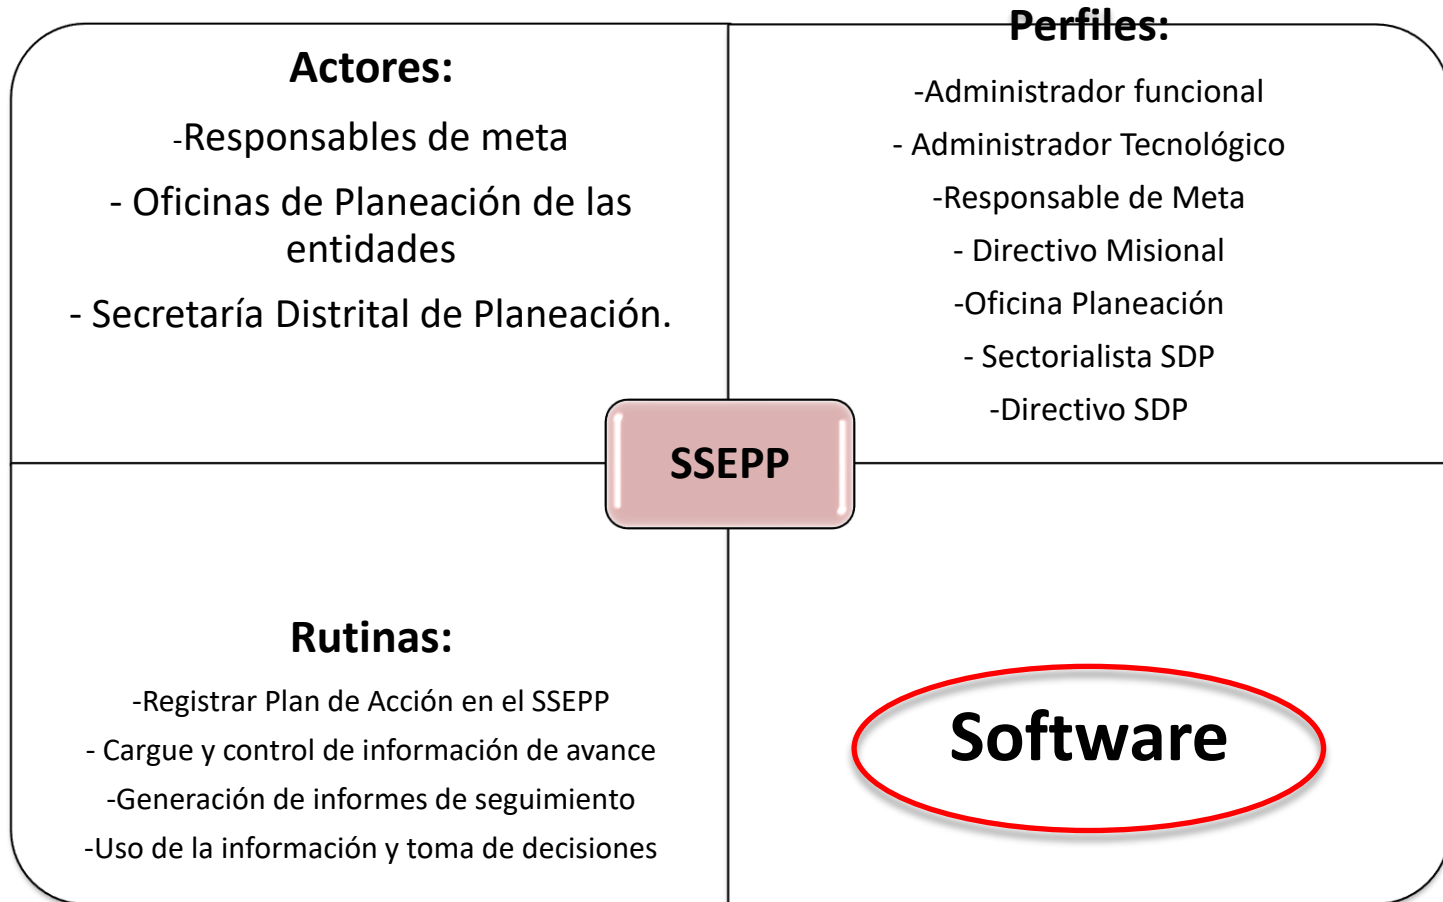 Actores:
-Responsables de meta
- Oficinas de Planeación de las
entidades
- Secretaría Distrital de Planeación.
Perfiles:
-Administrador funcional
- Administrador Tecnológico
-Responsable de Meta
- Directivo Misional
-Oficina Planeación
- Sectorialista SDP
-Directivo SDP
SSEPP
Rutinas:
-Registrar Plan de Acción en el SSEPP
- Cargue y control de información de avance
-Generación de informes de seguimiento
-Uso de la información y toma de decisiones
Software